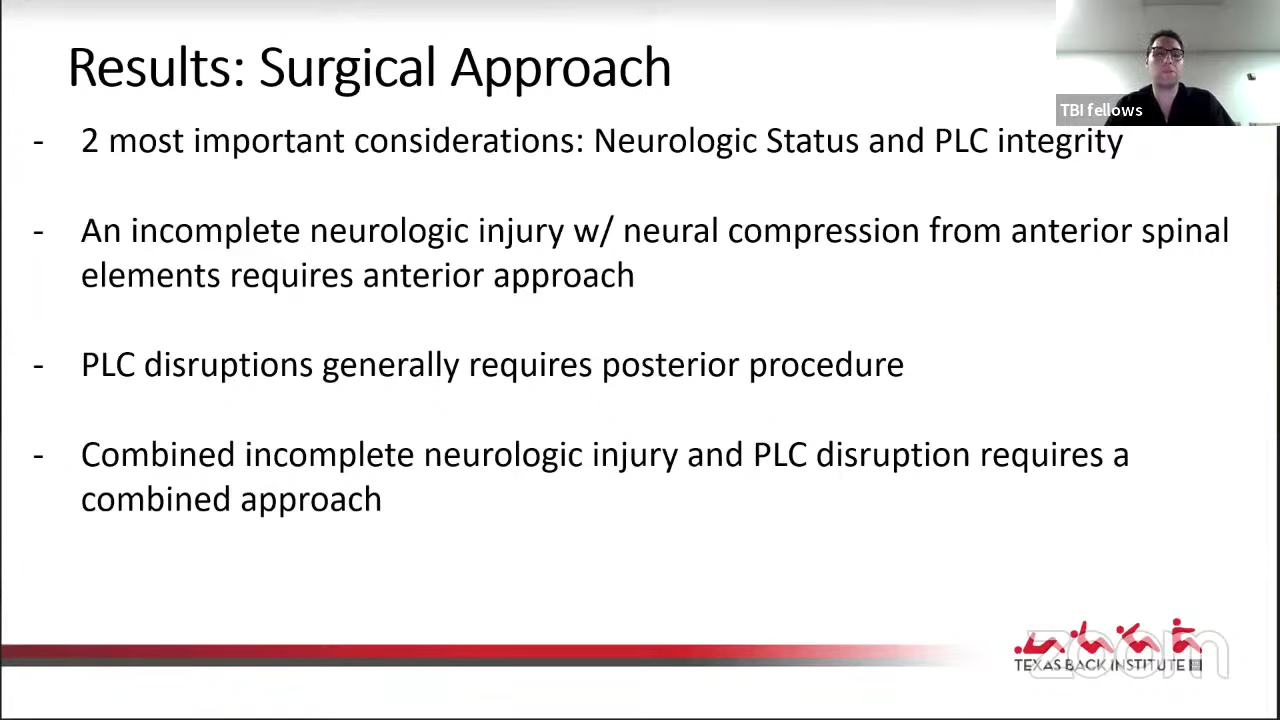 Results: Surgical Approach
TBI fellows
- 2 most important considerations: Neurologic Status and PLC integrity
- An incomplete neurologic injury w/ neural compression from anterior spinal
elements requires anterior approach
- PLC disruptions generally requires posterior procedure
- Combined incomplete neurologic injury and PLC disruption requires a
combined approach
zoom
TEXAS BACK INSTITUTE